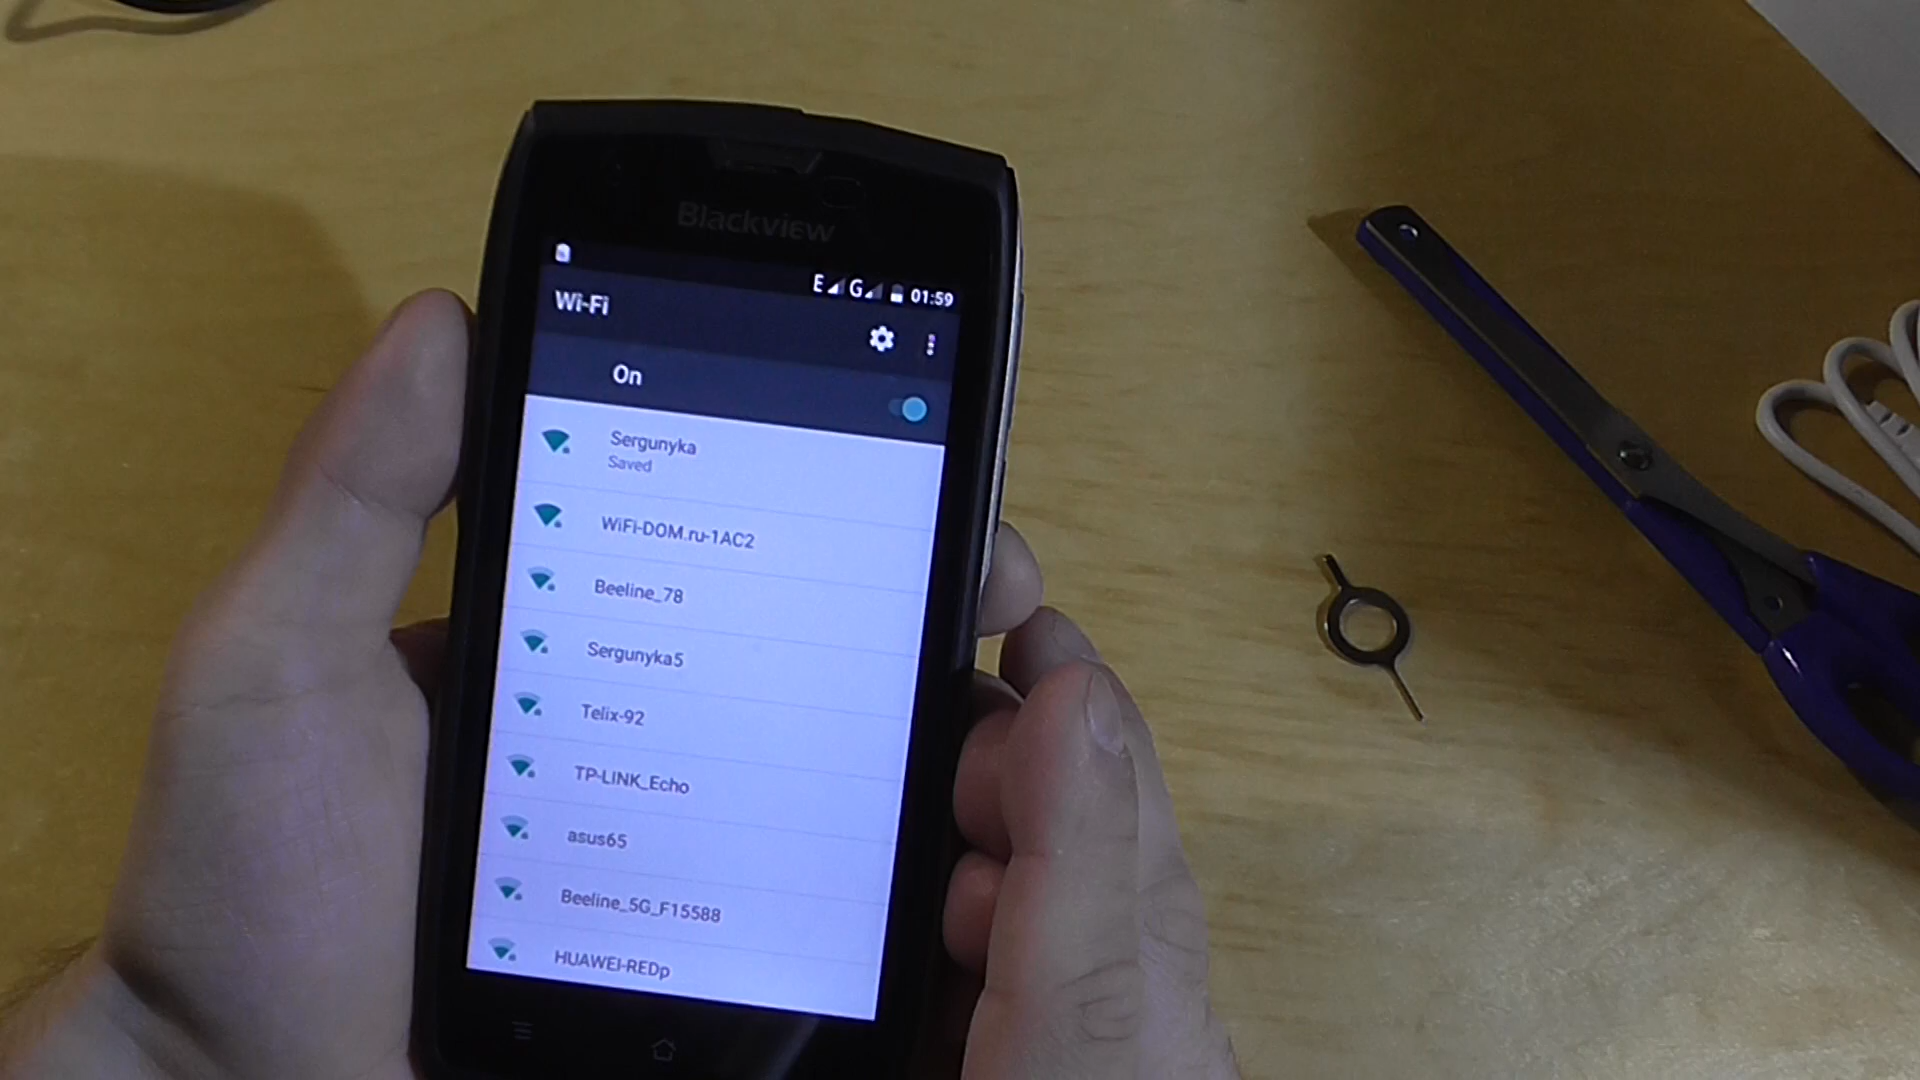 Blackview
E G 01:59
Wi-Fi
On
Sergunyka
Saved
WiFi-DOM.ru-1AC2
Beeline_78
Sergunyka5
Telix-92
TP-LINK_Echo
asus65
Beeline_5G_F15588
HUAWEI-REDp